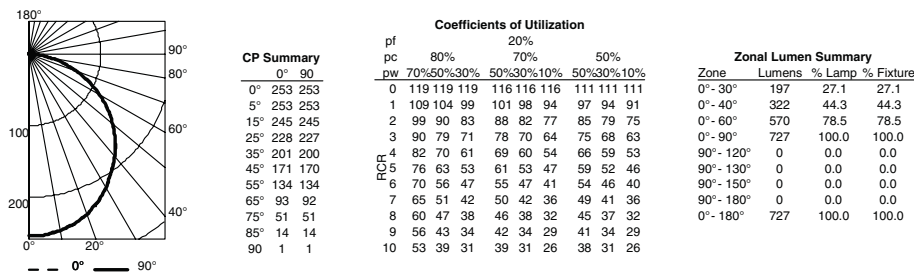 180°
90°
80°
100
60°
200
40°
0° 20°
0° 90°
CP Summary
0° 90
0° 253 253
5° 253 253
15° 245 245
25° 228 227
35° 201 200
45° 171 170
55° 134 134
65° 93 92
75° 51 51
85° 14 14
90 1 1
Coefficients of Utilization
pf 20%
pc 80% 70% 50%
pw 70%50%30% 50%30%10% 50%30%10%
RCR
0 119 119 119 116 116 116 111 111 111
1 109 104 99 101 98 94 97 94 91
2 99 90 83 88 82 77 85 79 75
3 90 79 71 78 70 64 75 68 63
4 82 70 61 69 60 54 66 59 53
5 76 63 53 61 53 47 59 52 46
6 70 56 47 55 47 41 54 46 40
7 65 51 42 50 42 36 49 41 36
8 60 47 38 46 38 32 45 37 32
9 56 43 34 42 34 29 41 34 29
10 53 39 31 39 31 26 38 31 26
Zonal Lumen Summary
Zone Lumens % Lamp % Fixture
0°- 30° 197 27.1 27.1
0°- 40° 322 44.3 44.3
0°- 60° 570 78.5 78.5
0°- 90° 727 100.0 100.0
90°- 120° 0 0.0 0.0
90°- 130° 0 0.0 0.0
90°- 150° 0 0.0 0.0
90°- 180° 0 0.0 0.0
0°- 180° 727 100.0 100.0